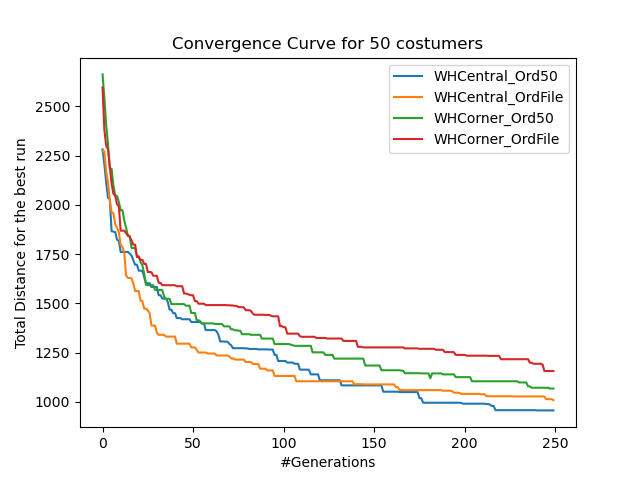 Convergence Curve for 50 costumers
Total Distance for the best run
2500
2250
2000
1750
1500
1250
1000
WHCentral_Ord50
WHCentral_OrdFile
WHCorner_Ord50
WHCorner_OrdFile
0 50 100 150 200 250
#Generations